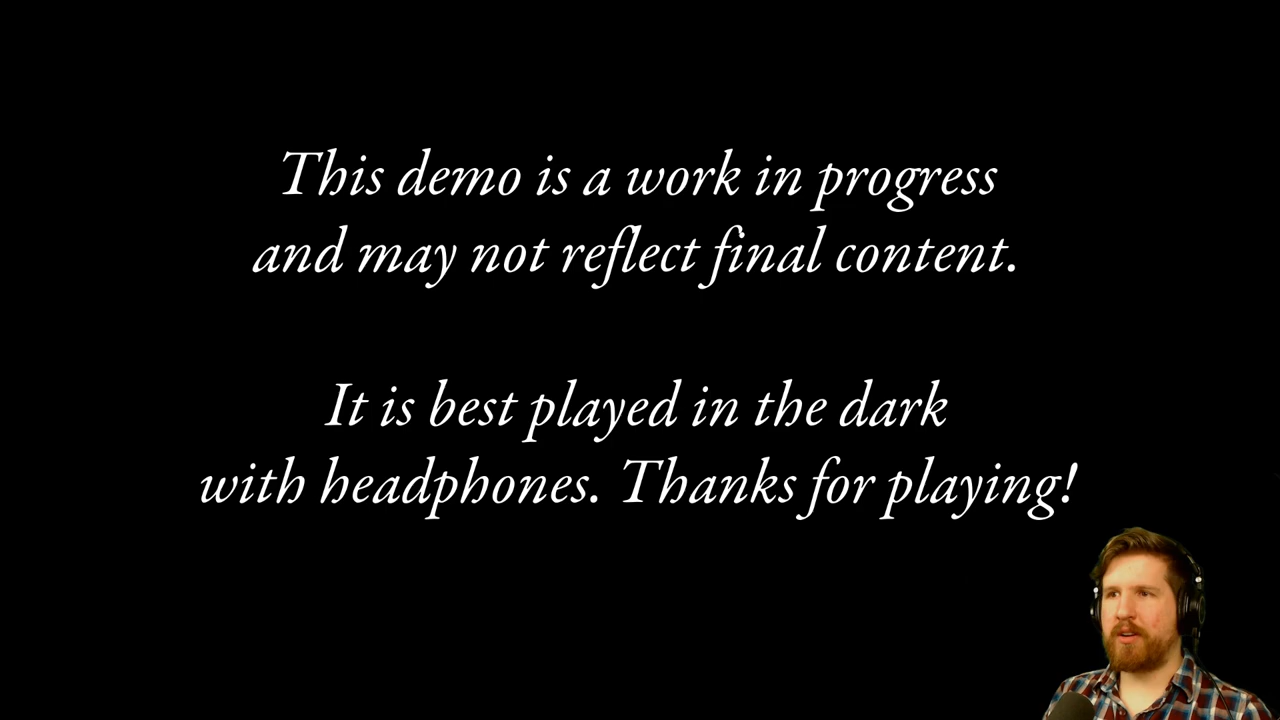 This demo is a work in progress
and may not reflect final content.
It is best played in the dark
with headphones. Thanks for playing!